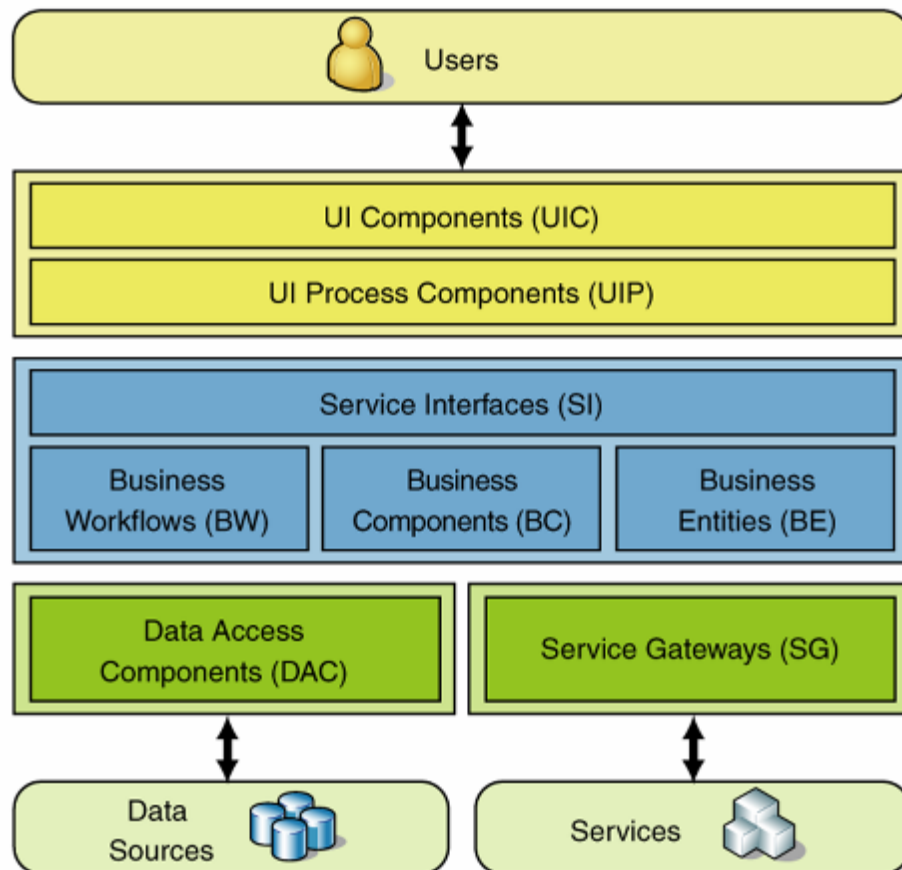 Users
UI Components (UIC)
UI Process Components (UIP)
Service Interfaces (SI)
Business
Workflows (BW)
Business
Components (BC)
Business
Entities (BE)
Data Access
Components (DAC)
Service Gateways (SG)
Data
Sources
Services